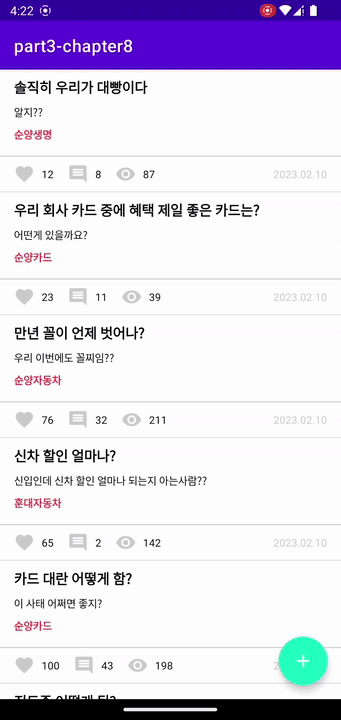 4:22
part3-chapter8
솔직히 우리가 대빵이다
알지??
순양생명
12 8 87 2023.02.10
우리 회사 카드 중에 혜택 제일 좋은 카드는?
어떤게 있을까요?
순양카드
23 11 39 2023.02.10
만년 꼴이 언제 벗어나?
우리 이번에도 꼴찌임??
순양자동차
76 32 211 2023.02.10
신차 할인 얼마나?
신입인데 신차 할인 얼마나 되는지 아는사람??
훈대자동차
65 2 142 2023.02.10
카드 대란 어떻게 함?
이 사태 어쩌면 좋지?
순양카드
100 43 198